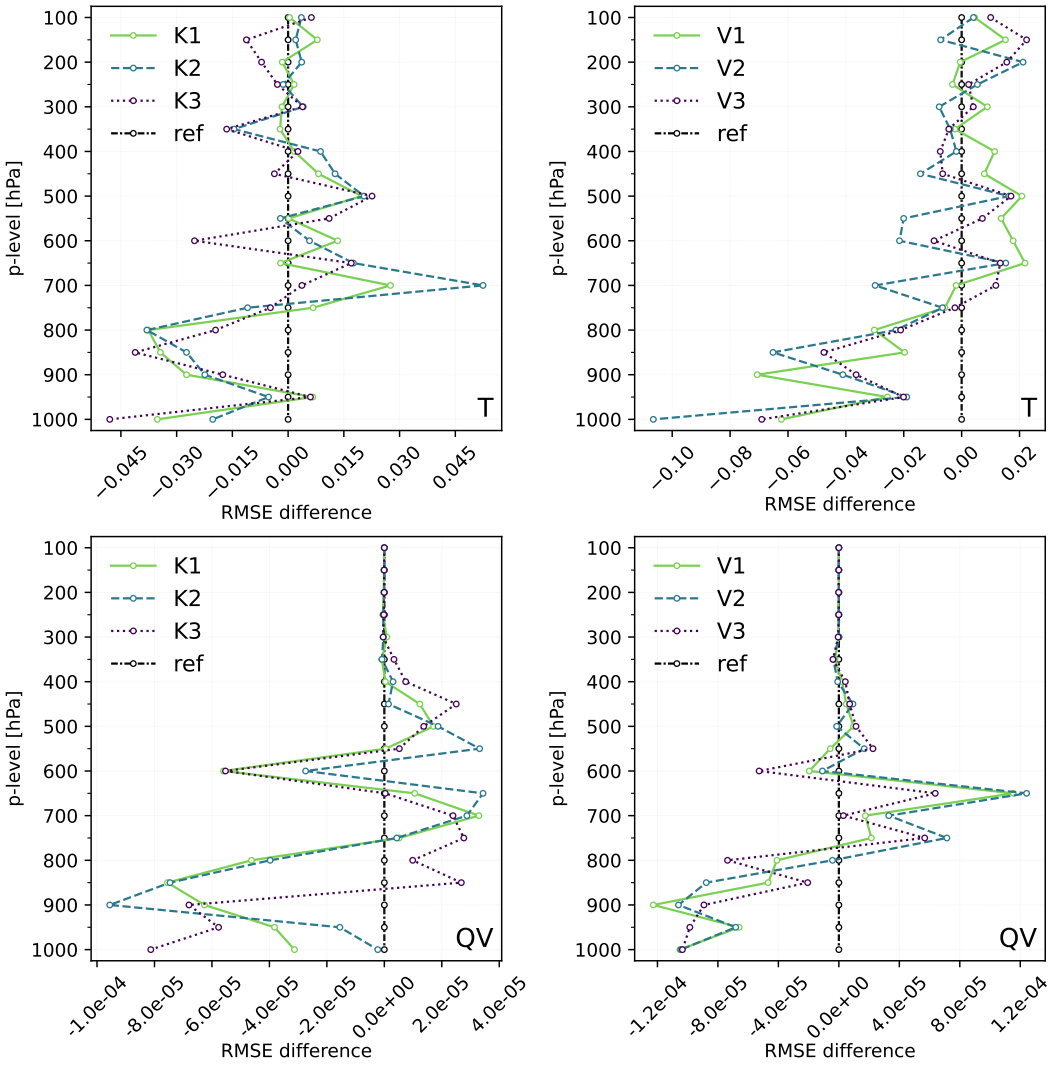 100
200
300
400
500
600
700
800
900
1000
p-level [hPa]
K1
K2
K3
ref
T
−0.045
−0.030
−0.015
0.000
0.015
0.030
0.045
RMSE difference
100
200
300
400
500
600
700
800
900
1000
p-level [hPa]
V1
V2
V3
ref
T
−0.10
−0.08
−0.06
−0.04
−0.02
0.00
0.02
RMSE difference
100
200
300
400
500
600
700
800
900
1000
p-level [hPa]
K1
K2
K3
ref
QV
-1.0e-04
-8.0e-05
-6.0e-05
-4.0e-05
-2.0e-05
0.0e+00
2.0e-05
4.0e-05
RMSE difference
100
200
300
400
500
600
700
800
900
1000
p-level [hPa]
V1
V2
V3
ref
QV
-1.2e-04
-8.0e-05
-4.0e-05
0.0e+00
4.0e-05
8.0e-05
1.2e-04
RMSE difference